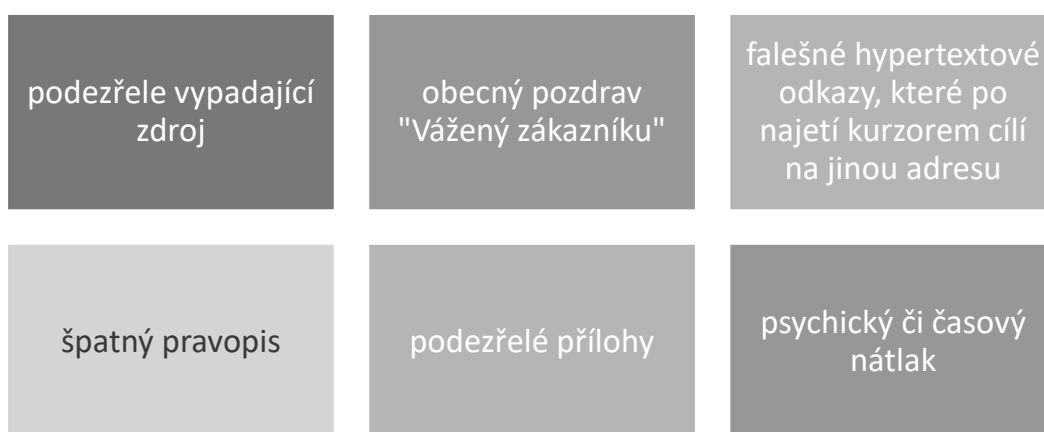 podezřele vypadající
zdroj
obecný pozdrav
"Vážený zákazníku"
falešné hypertextové
odkazy, které po
najetí kurzorem cílí
na jinou adresu
špatný pravopis
podezřelé přílohy
psychický či časový
nátlak